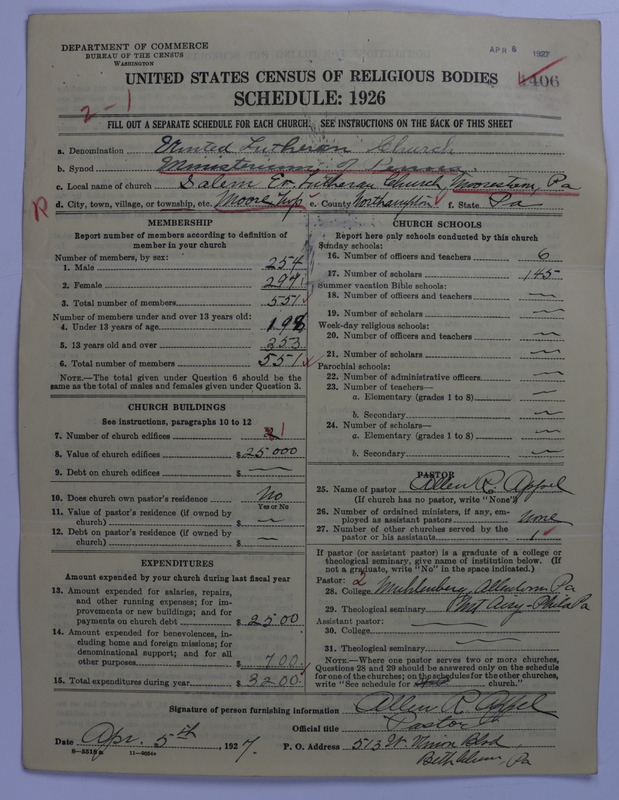 DEPARTMENT OF COMMERCE
BUREAU OF THE CENSUS
WASHINGTON
APR 6 1927
4406
UNITED STATES CENSUS OF RELIGIOUS BODIES
SCHEDULE: 1926
2-1
FILL OUT A SEPARATE SCHEDULE FOR EACH CHURCH. SEE INSTRUCTIONS ON THE BACK OF THIS SHEET
a. Denomination United Lutheran Church
b. Synod Ministerium of Penna.
c. Local name of church Salem Ev. Lutheran Church, Moorestown, Pa
d. City, town, village, or township, etc. Moore Twp. e. County Northampton f. State Pa
R
MEMBERSHIP
Report number of members according to definition of
member in your church
Number of members, by sex:
1. Male 254
2. Female 297
3. Total number of members 551
Number of members under and over 13 years old:
4. Under 13 years of age 198
5. 13 years old and over 353
6. Total number of members 551
NOTE.—The total given under Question 6 should be the
same as the total of males and females given under Question 3.
CHURCH BUILDINGS
See instructions, paragraphs 10 to 12
7. Number of church edifices 1
8. Value of church edifices $ 25000
9. Debt on church edifices $ —
10. Does church own pastor's residence No
Yes or No
11. Value of pastor's residence (if owned by
church) $ —
12. Debt on pastor's residence (if owned by
church) $ —
EXPENDITURES
Amount expended by your church during last fiscal year
13. Amount expended for salaries, repairs,
and other running expenses; for im-
provements or new buildings; and for
payments on church debt $ 2500
14. Amount expended for benevolences, in-
cluding home and foreign missions; for
denominational support; and for all
other purposes $ 700
15. Total expenditures during year $ 3200
CHURCH SCHOOLS
Report here only schools conducted by this church
Sunday schools:
16. Number of officers and teachers 6
17. Number of scholars 145
Summer vacation Bible schools:
18. Number of officers and teachers —
19. Number of scholars —
Week-day religious schools:
20. Number of officers and teachers —
21. Number of scholars —
Parochial schools:
22. Number of administrative officers —
23. Number of teachers—
a. Elementary (grades 1 to 8) —
b. Secondary —
24. Number of scholars—
a. Elementary (grades 1 to 8) —
b. Secondary —
PASTOR
25. Name of pastor Allen R. Appel
(If church has no pastor, write "None")
26. Number of ordained ministers, if any, em-
ployed as assistant pastors none
27. Number of other churches served by the
pastor or his assistants 1
If pastor (or assistant pastor) is a graduate of a college or
theological seminary, give name of institution below. (If
not a graduate, write "No" in the space indicated.)
Pastor: 2
28. College Muhlenberg, Allentown, Pa
29. Theological seminary Mt Airy - Phila Pa
Assistant pastor:
30. College —
31. Theological seminary —
NOTE.—Where one pastor serves two or more churches,
Questions 28 and 29 should be answered only on the schedule
for one of the churches; on the schedules for the other churches,
write "See schedule for church."
Signature of person furnishing information Allen R. Appel
Official title Pastor
Date Apr. 5th, 1927. P. O. Address 513 W. Union Blvd
Bethlehem, Pa